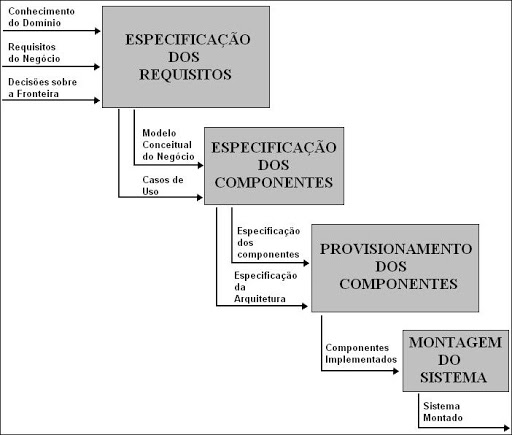 Conhecimento
do Domínio
Requisitos
do Negócio
Decisões sobre
a Fronteira
ESPECIFICAÇÃO
DOS
REQUISITOS
Modelo
Conceitual
do Negócio
Casos de
Uso
ESPECIFICAÇÃO
DOS
COMPONENTES
Especificação
dos
componentes
Especificação
da
Arquitetura
PROVISIONAMENTO
DOS
COMPONENTES
Componentes
Implementados
MONTAGEM
DO
SISTEMA
Sistema
Montado